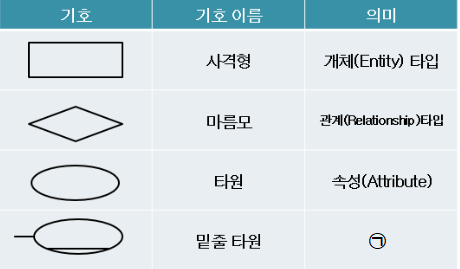 기호 기호 이름 의미
사격형 개체(Entity) 타입
마름모 관계(Relationship)타입
타원 속성(Attribute)
밑줄 타원 ㉠